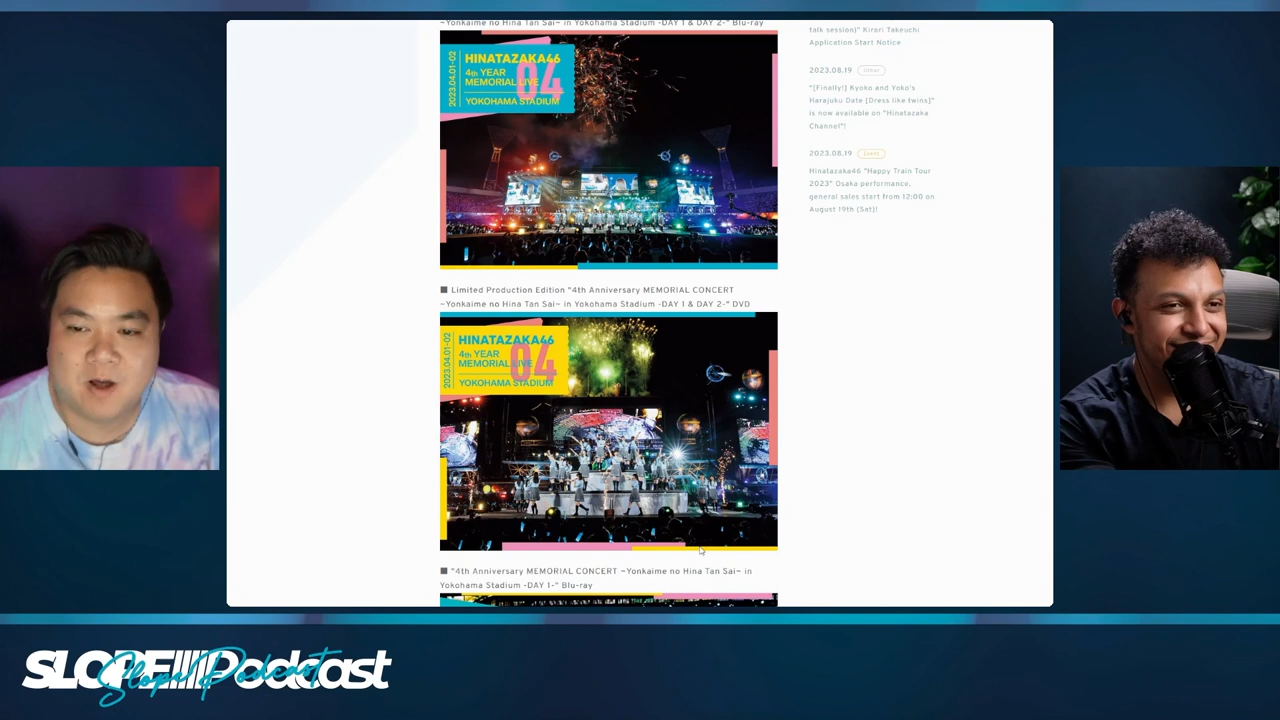 ~Yonkaime no Hina Tan Sai~ in Yokohama Stadium -DAY 1 & DAY 2-" Blu-ray
2023.04.01-02
HINATAZAKA46
4th YEAR
MEMORIAL LIVE
04
YOKOHAMA STADIUM
■ Limited Production Edition "4th Anniversary MEMORIAL CONCERT
~Yonkaime no Hina Tan Sai~ in Yokohama Stadium -DAY 1 & DAY 2-" DVD
2023.04.01-02
HINATAZAKA46
4th YEAR
MEMORIAL LIVE
04
YOKOHAMA STADIUM
■ "4th Anniversary MEMORIAL CONCERT ~Yonkaime no Hina Tan Sai~ in
Yokohama Stadium -DAY 1-" Blu-ray
talk session)" Kirari Takeuchi
Application Start Notice
2023.08.19 Other
"[Finally!] Kyoko and Yoko's
Harajuku Date [Dress like twins]"
is now available on "Hinatazaka
Channel"!
2023.08.19 Event
Hinatazaka46 "Happy Train Tour
2023" Osaka performance,
general sales start from 12:00 on
August 19th (Sat)!
SLOPE Podcast
Slope Podcast